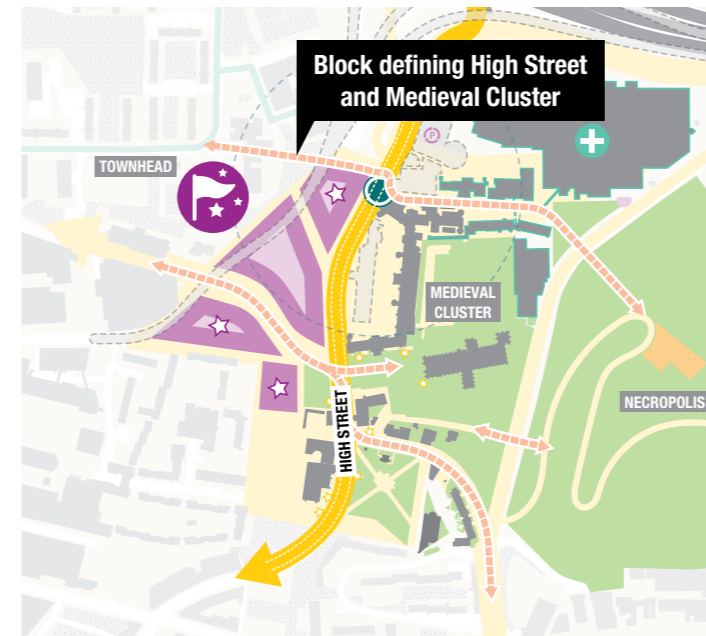 Block defining High Street
and Medieval Cluster
P
TOWNHEAD
MEDIEVAL
CLUSTER
NECROPOLIS
HIGH STREET